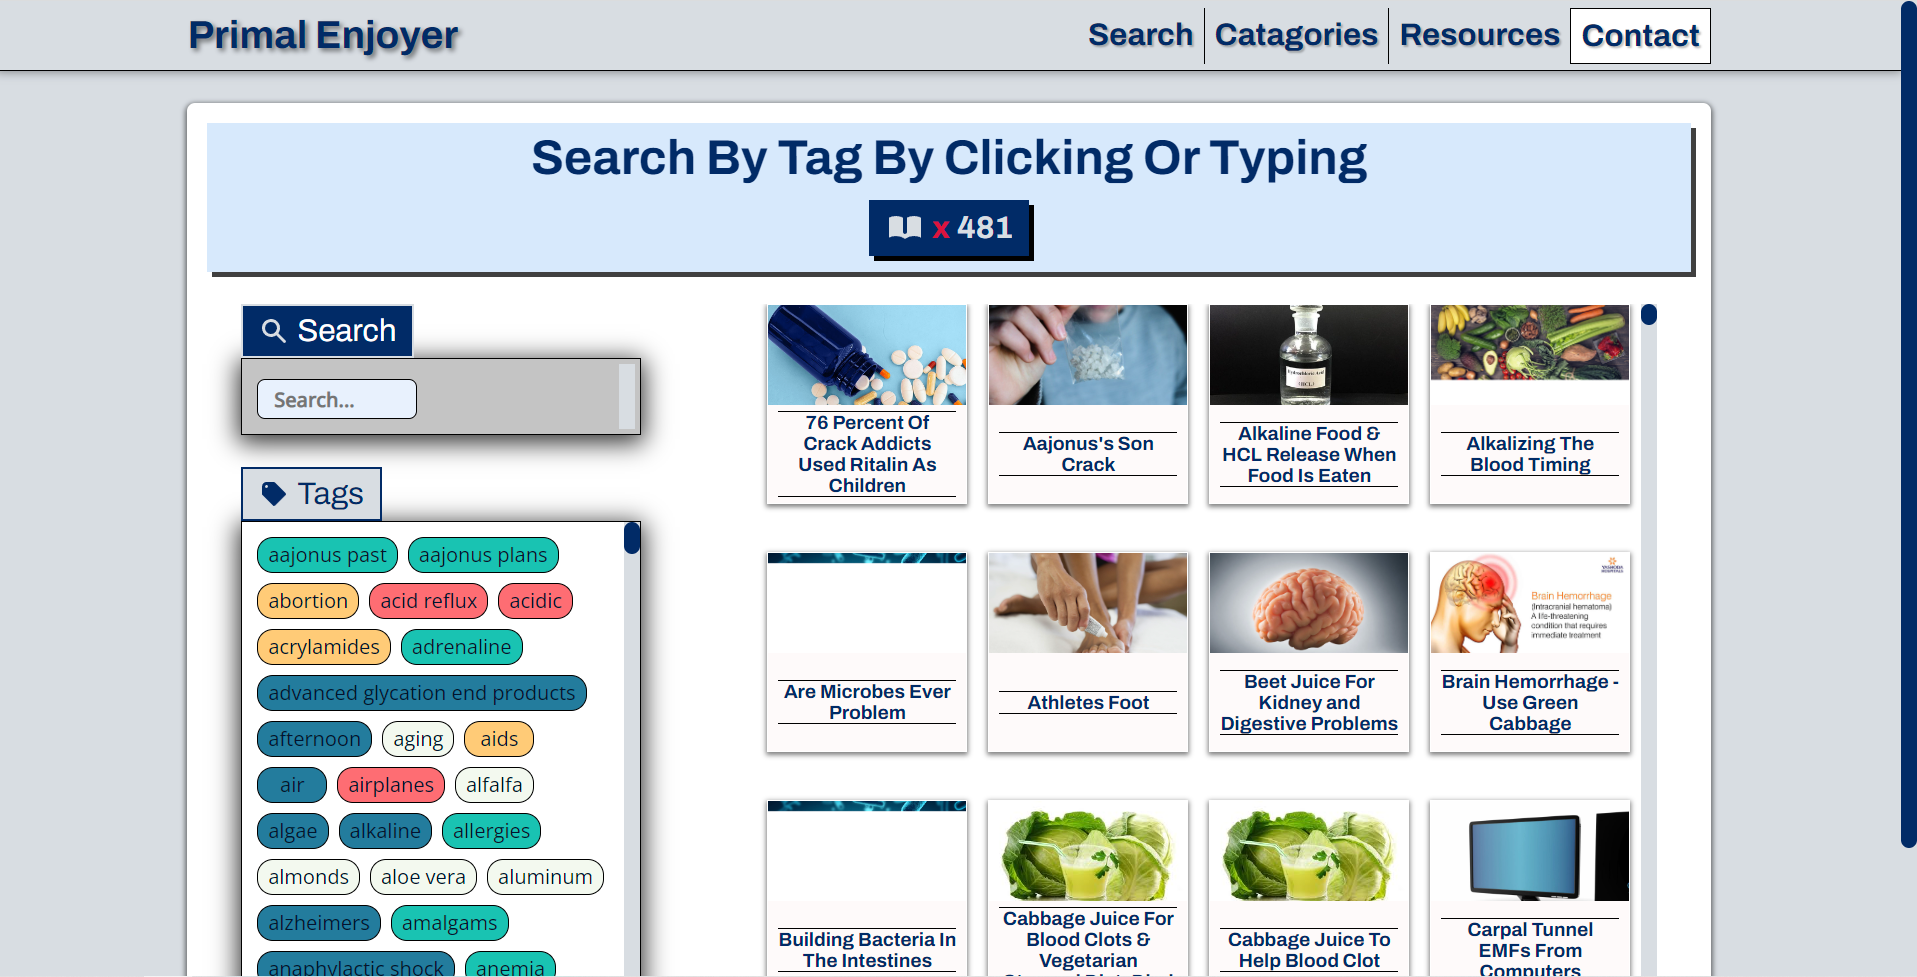 Primal Enjoyer
Search
Catagories
Resources
Contact
Search By Tag By Clicking Or Typing
x 481
Search
Search...
Tags
aajonus past
aajonus plans
abortion
acid reflux
acidic
acrylamides
adrenaline
advanced glycation end products
afternoon
aging
aids
air
airplanes
alfalfa
algae
alkaline
allergies
almonds
aloe vera
aluminum
alzheimers
amalgams
anaphylactic shock
anemia
76 Percent Of
Crack Addicts
Used Ritalin As
Children
Aajonus's Son
Crack
Hydrochloric Acid
(HCL)
Alkaline Food &
HCL Release When
Food Is Eaten
Alkalizing The
Blood Timing
Are Microbes Ever
Problem
Athletes Foot
Beet Juice For
Kidney and
Digestive Problems
YASHODA
HOSPITALS
Brain Hemorrhage
(Intracranial hematoma)
A life-threatening
condition that requires
immediate treatment
Brain Hemorrhage -
Use Green
Cabbage
Building Bacteria In
The Intestines
Cabbage Juice For
Blood Clots &
Vegetarian
Cabbage Juice To
Help Blood Clot
Carpal Tunnel
EMFs From
Computers